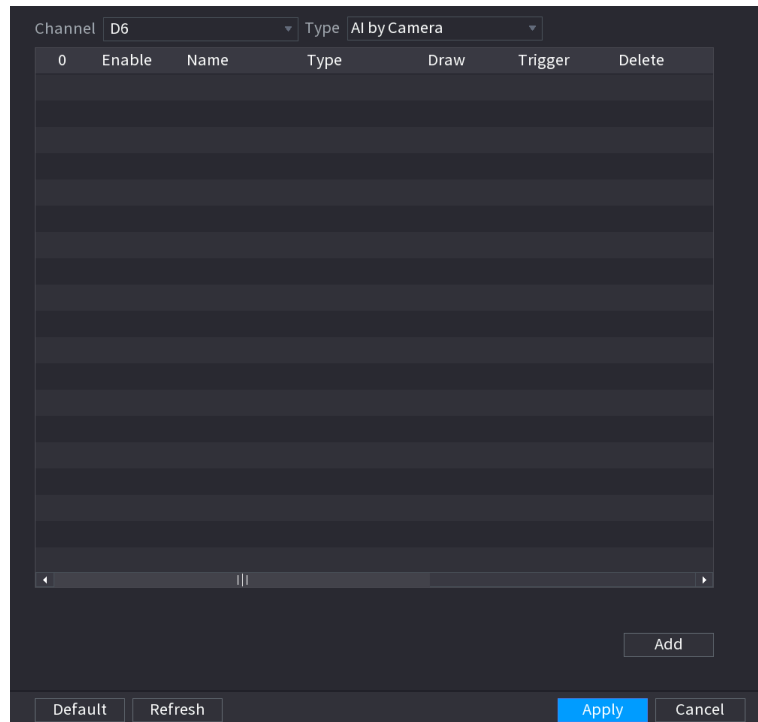 Channel D6 Type AI by Camera
0 Enable Name Type Draw Trigger Delete
Add
Default Refresh Apply Cancel